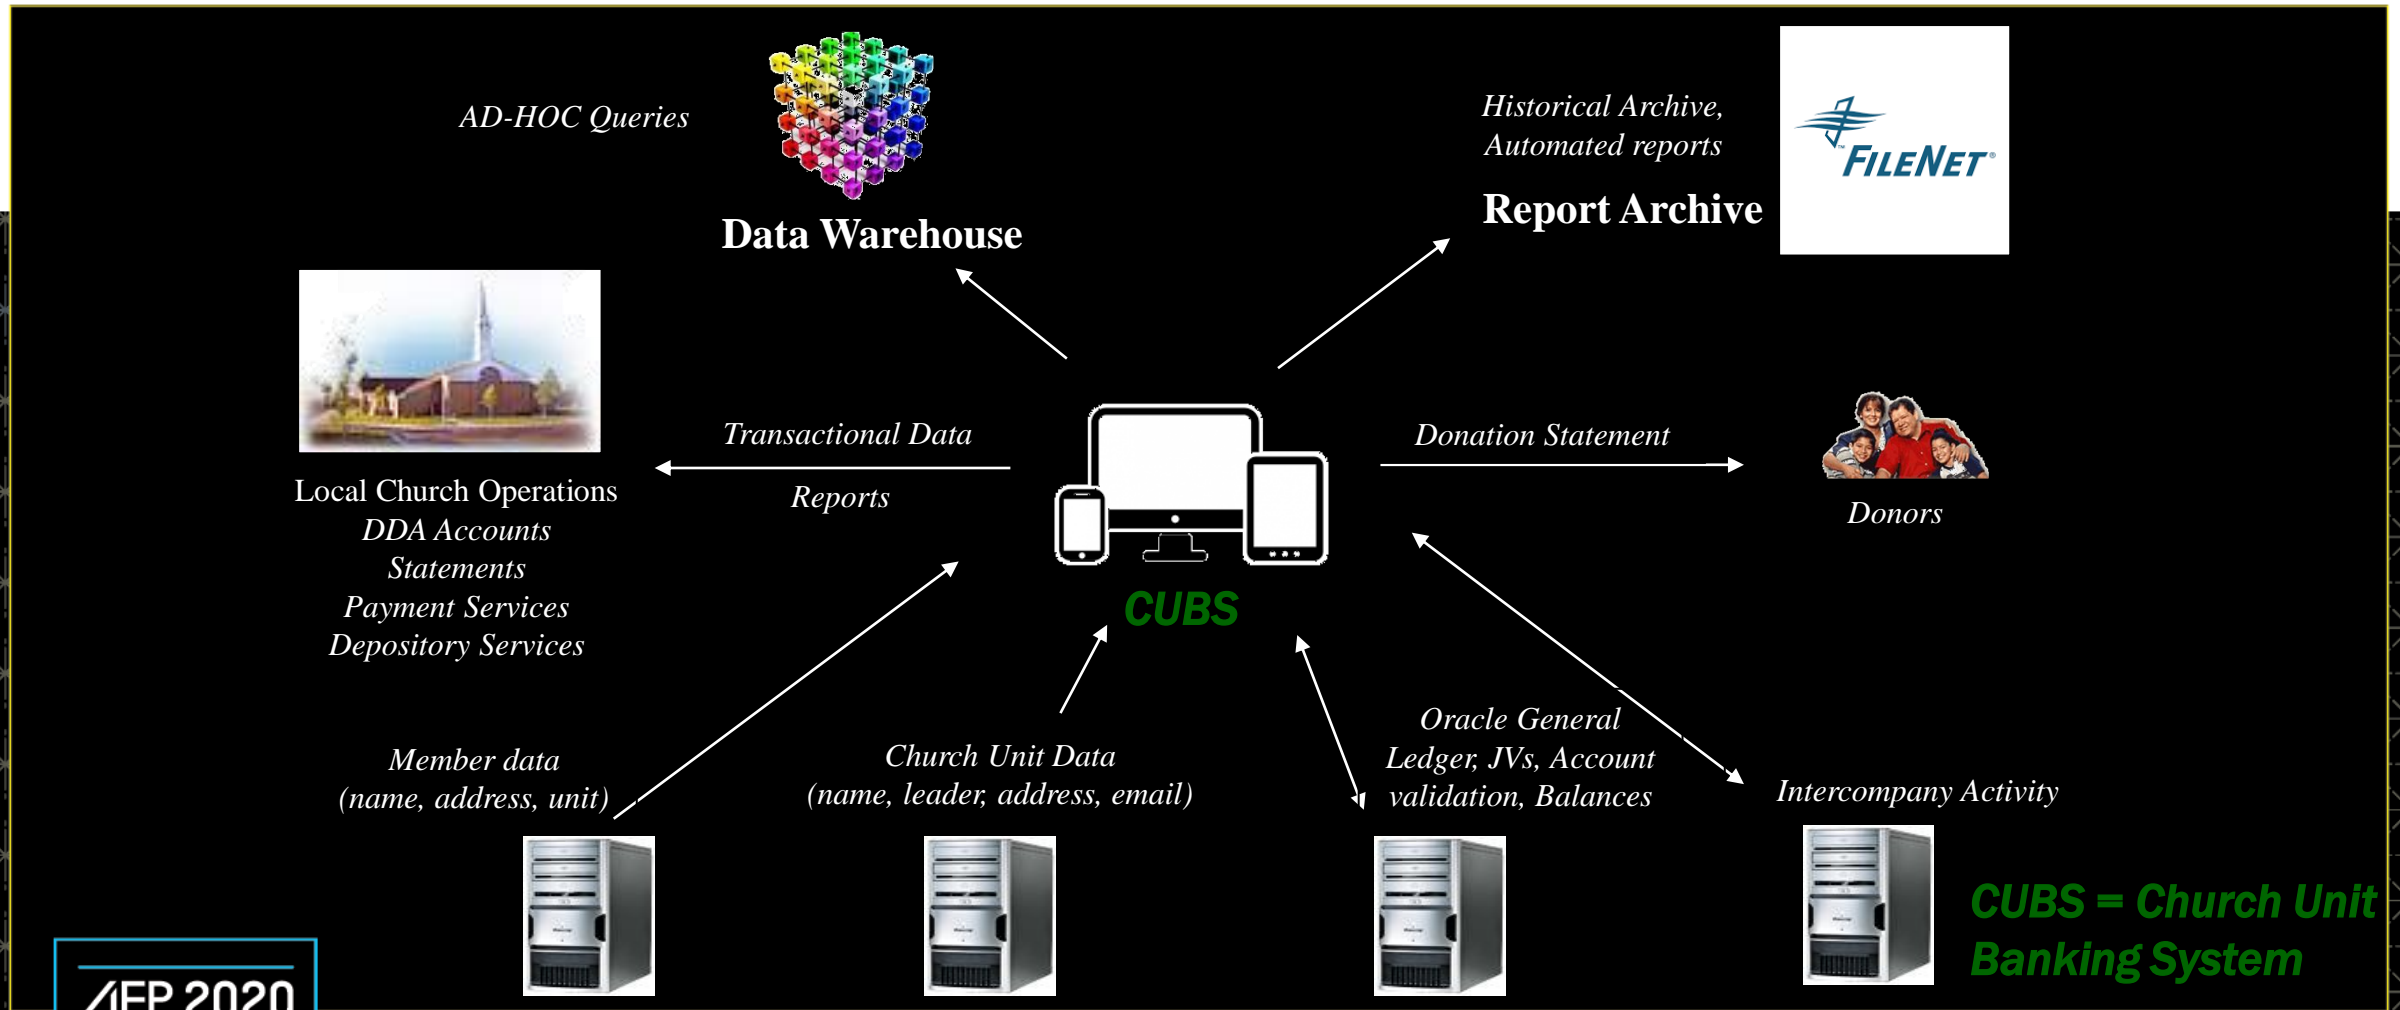 AD-HOC Queries
Data Warehouse
Historical Archive,
Automated reports
Report Archive
FILENET®
Transactional Data
Reports
Donation Statement
Donors
Local Church Operations
DDA Accounts
Statements
Payment Services
Depository Services
CUBS
Member data
(name, address, unit)
Church Unit Data
(name, leader, address, email)
Oracle General
Ledger, JVs, Account
validation, Balances
Intercompany Activity
CUBS = Church Unit
Banking System
AFP 2020